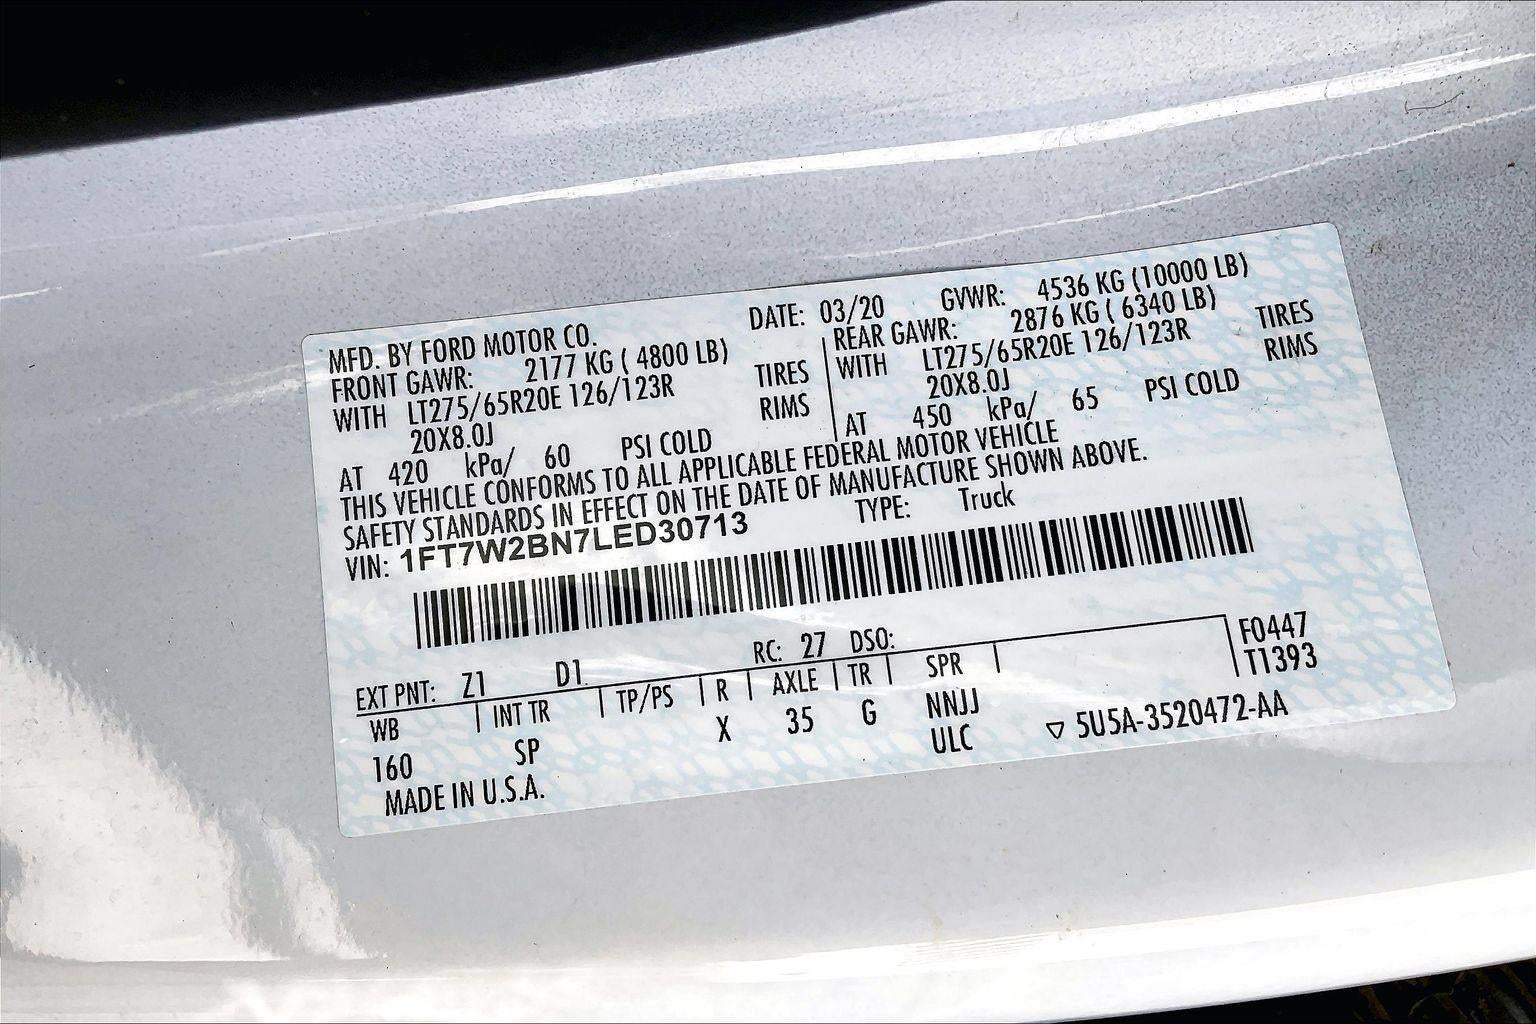 MFD. BY FORD MOTOR CO. DATE: 03/20 GVWR: 4536 KG (10000 LB)
FRONT GAWR: 2177 KG ( 4800 LB) REAR GAWR: 2876 KG ( 6340 LB)
WITH LT275/65R20E 126/123R TIRES WITH LT275/65R20E 126/123R TIRES
20X8.0J RIMS 20X8.0J RIMS
AT 420 kPa/ 60 PSI COLD AT 450 kPa/ 65 PSI COLD
THIS VEHICLE CONFORMS TO ALL APPLICABLE FEDERAL MOTOR VEHICLE
SAFETY STANDARDS IN EFFECT ON THE DATE OF MANUFACTURE SHOWN ABOVE.
VIN: 1FT7W2BN7LED30713 TYPE: Truck
F0447
EXT PNT: Z1 D1 RC: 27 DSO: T1393
WB INT TR TP/PS R AXLE TR SPR
160 SP X 35 G NNJJ
ULC ▽ 5U5A-3520472-AA
MADE IN U.S.A.